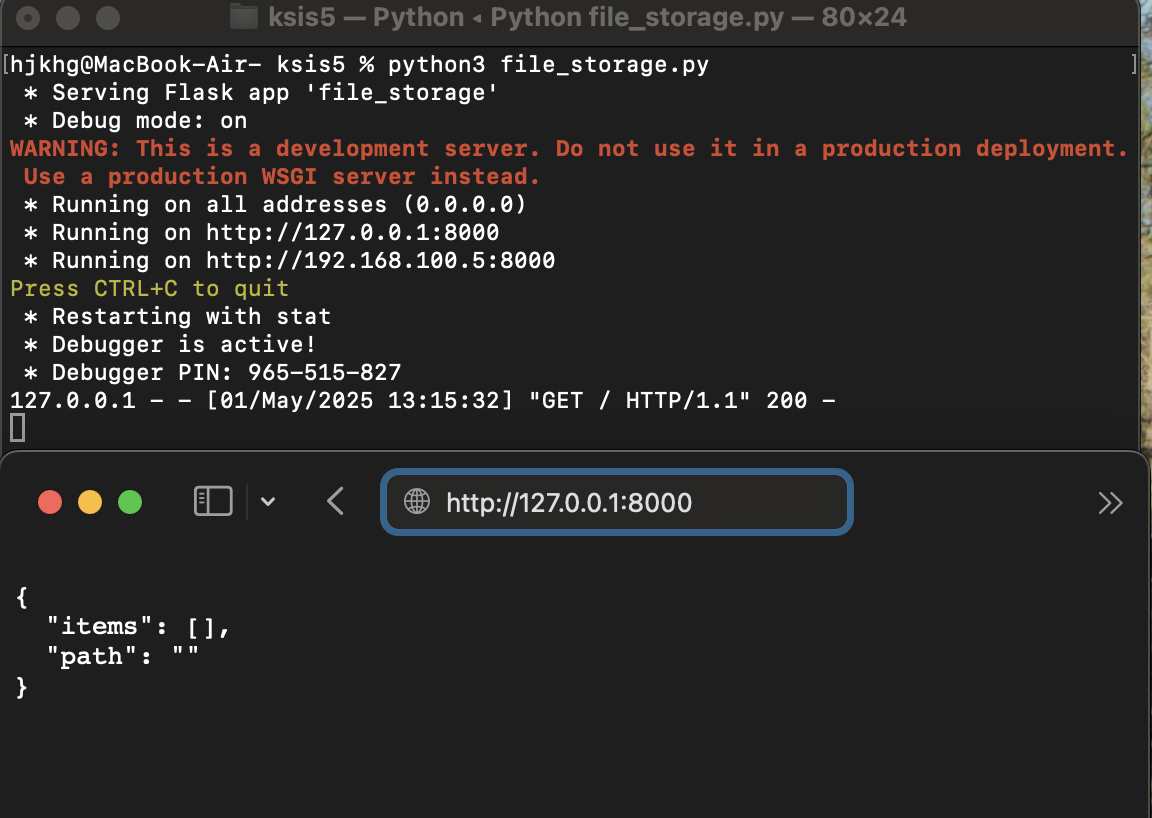 ksis5 — Python ◂ Python file_storage.py — 80×24
[hjkhg@MacBook-Air- ksis5 % python3 file_storage.py ]
* Serving Flask app 'file_storage'
* Debug mode: on
WARNING: This is a development server. Do not use it in a production deployment.
Use a production WSGI server instead.
* Running on all addresses (0.0.0.0)
* Running on http://127.0.0.1:8000
* Running on http://192.168.100.5:8000
Press CTRL+C to quit
* Restarting with stat
* Debugger is active!
* Debugger PIN: 965-515-827
127.0.0.1 - - [01/May/2025 13:15:32] "GET / HTTP/1.1" 200 -
http://127.0.0.1:8000
{
"items": [],
"path": ""
}